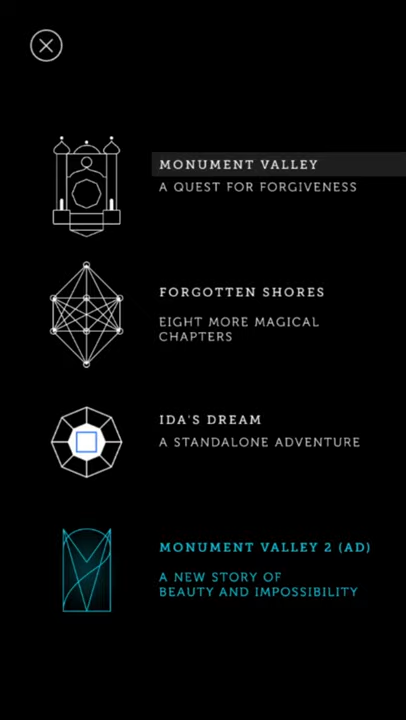 MONUMENT VALLEY
A QUEST FOR FORGIVENESS
FORGOTTEN SHORES
EIGHT MORE MAGICAL
CHAPTERS
IDA'S DREAM
A STANDALONE ADVENTURE
MONUMENT VALLEY 2 (AD)
A NEW STORY OF
BEAUTY AND IMPOSSIBILITY